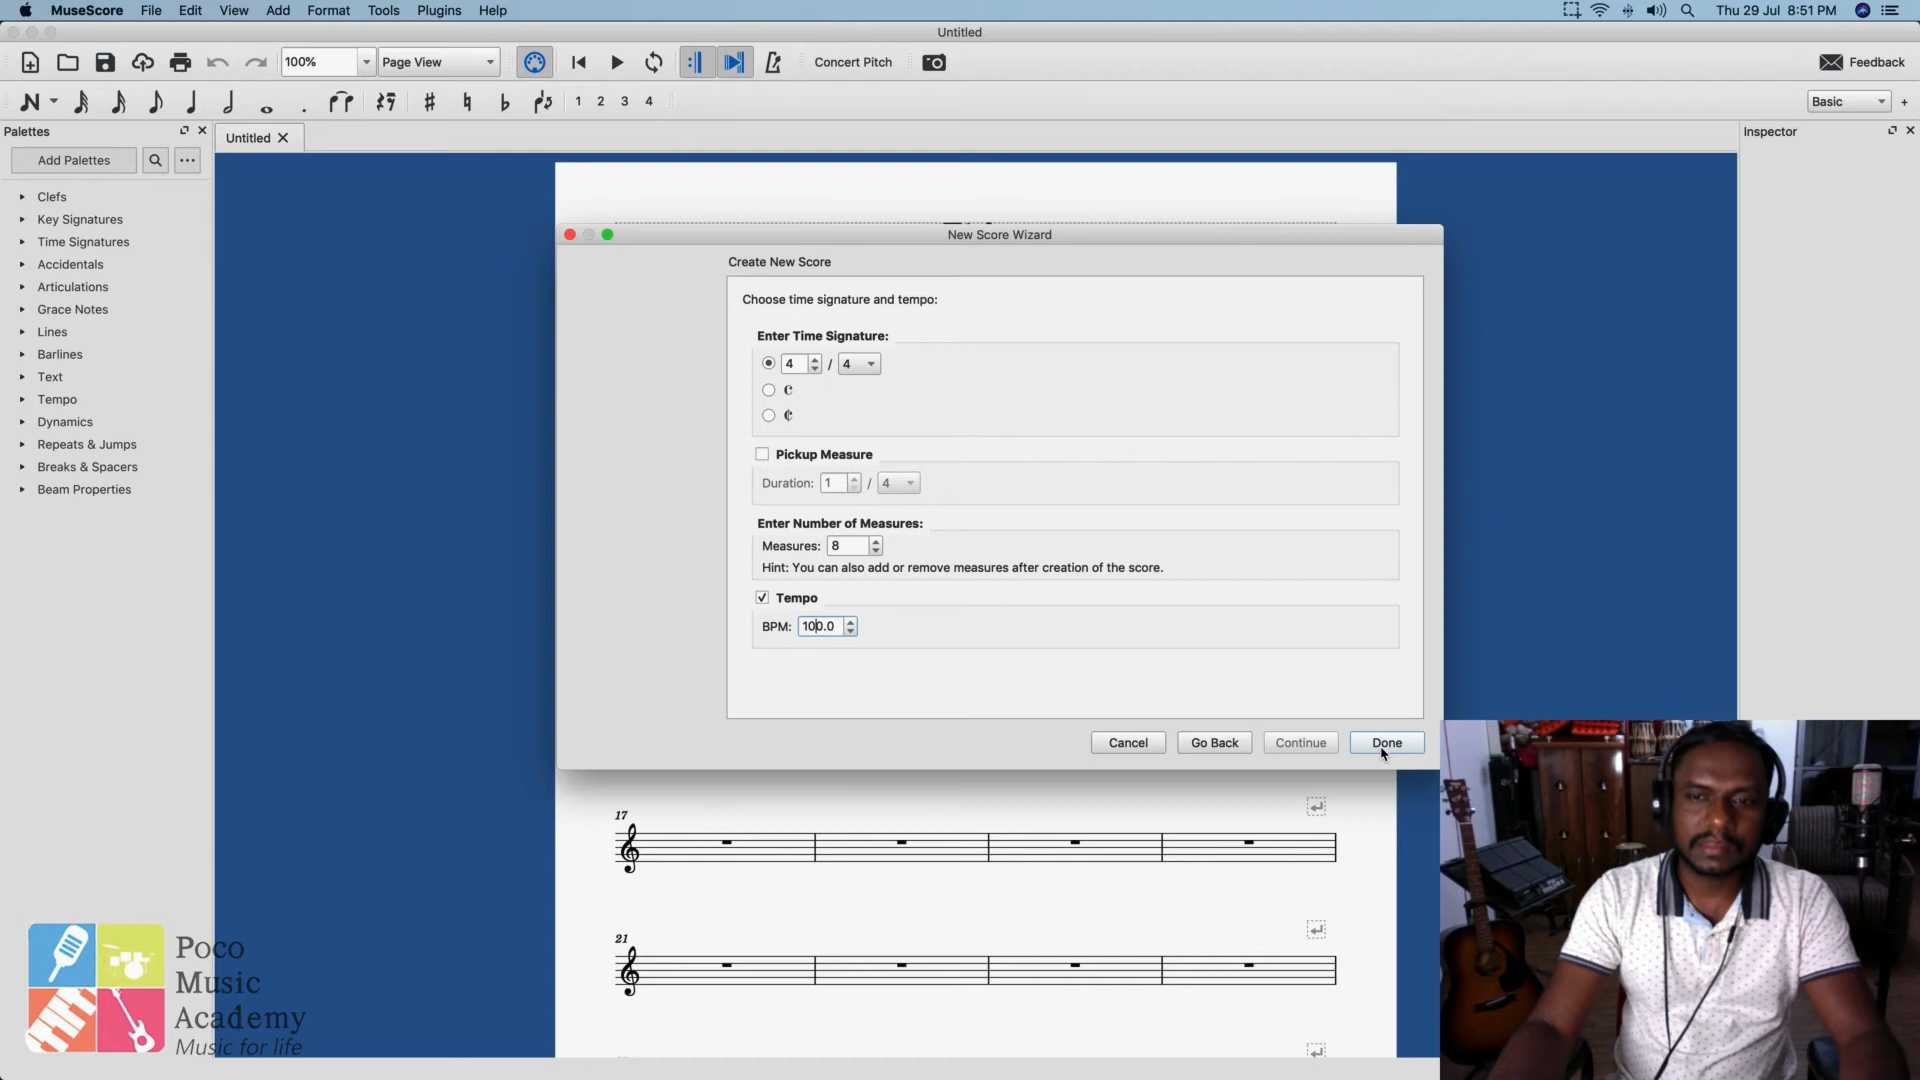 MuseScore File Edit View Add Format Tools Plugins Help Thu 29 Jul 8:51 PM
Untitled
100% Page View Concert Pitch Feedback
1 2 3 4 Basic +
Palettes Untitled Inspector
Add Palettes
Clefs
Key Signatures
Time Signatures
Accidentals
Articulations
Grace Notes
Lines
Barlines
Text
Tempo
Dynamics
Repeats & Jumps
Breaks & Spacers
Beam Properties
New Score Wizard
Create New Score
Choose time signature and tempo:
Enter Time Signature:
4 / 4
Pickup Measure
Duration: 1 / 4
Enter Number of Measures:
Measures: 8
Hint: You can also add or remove measures after creation of the score.
Tempo
BPM: 100.0
Cancel Go Back Continue Done
17
21
Poco
Music
Academy
Music for life